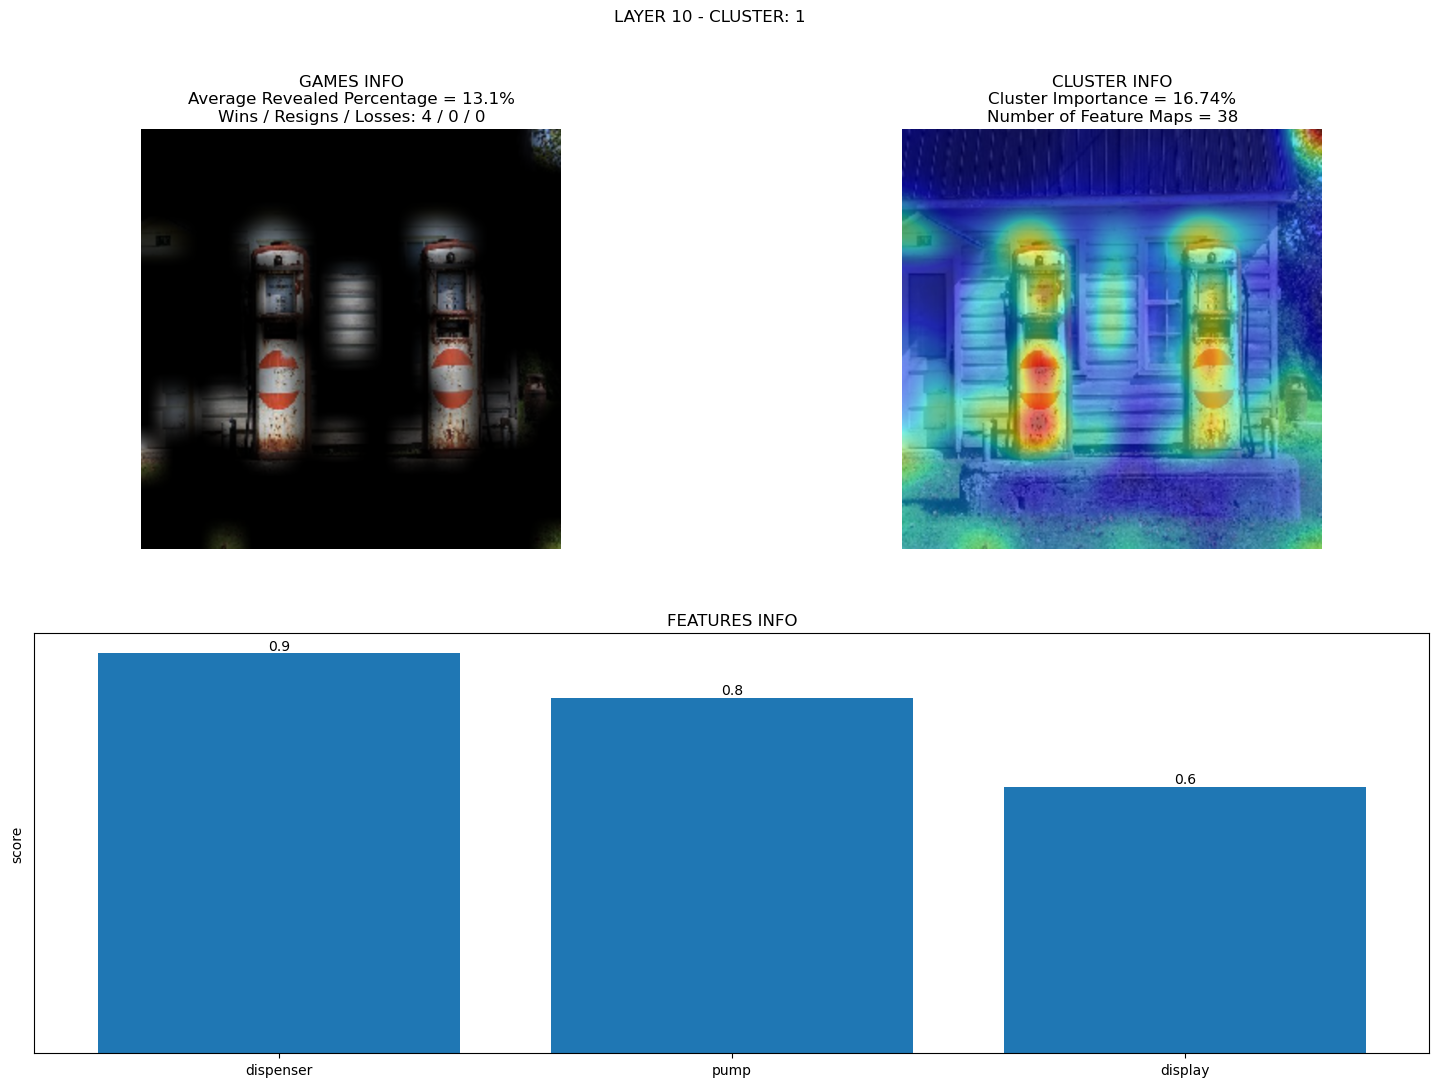 LAYER 10 - CLUSTER: 1
GAMES INFO
Average Revealed Percentage = 13.1%
Wins / Resigns / Losses: 4 / 0 / 0
CLUSTER INFO
Cluster Importance = 16.74%
Number of Feature Maps = 38
FEATURES INFO
score
0.9
0.8
0.6
dispenser
pump
display